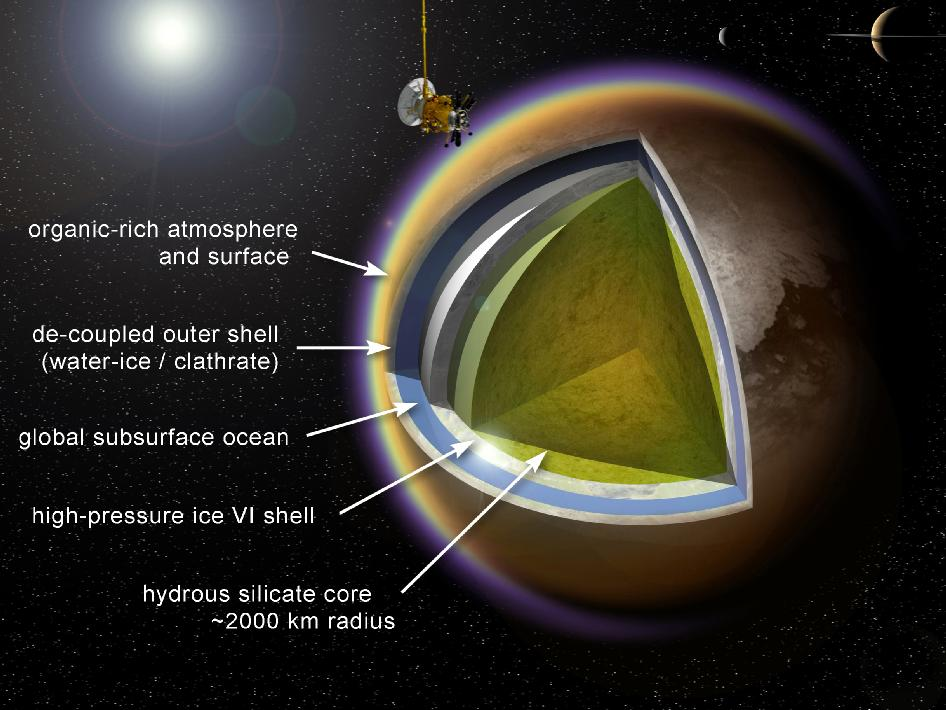 organic-rich atmosphere
and surface
de-coupled outer shell
(water-ice / clathrate)
global subsurface ocean
high-pressure ice VI shell
hydrous silicate core
~2000 km radius